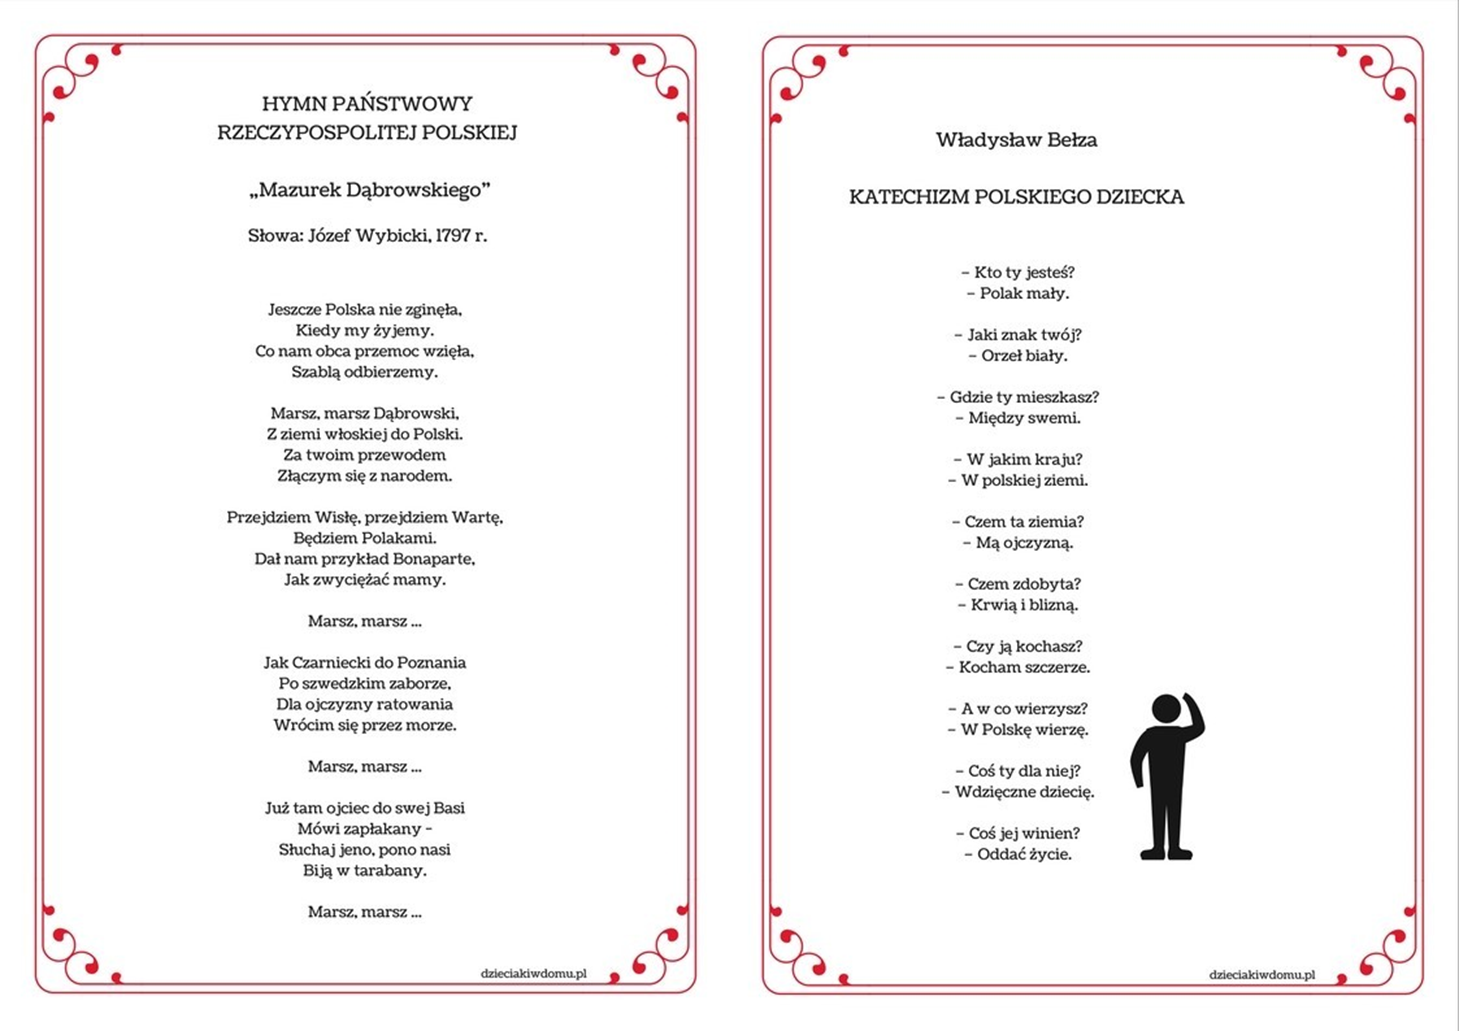 HYMN PAŃSTWOWY
RZECZYPOSPOLITEJ POLSKIEJ
„Mazurek Dąbrowskiego”
Słowa: Józef Wybicki, 1797 r.
Jeszcze Polska nie zginęła,
Kiedy my żyjemy.
Co nam obca przemoc wzięła,
Szablą odbierzemy.
Marsz, marsz Dąbrowski,
Z ziemi włoskiej do Polski.
Za twoim przewodem
Złączym się z narodem.
Przejdziem Wisłę, przejdziem Wartę,
Będziem Polakami.
Dał nam przykład Bonaparte,
Jak zwyciężać mamy.
Marsz, marsz ...
Jak Czarniecki do Poznania
Po szwedzkim zaborze,
Dla ojczyzny ratowania
Wrócim się przez morze.
Marsz, marsz ...
Już tam ojciec do swej Basi
Mówi zapłakany -
Słuchaj jeno, pono nasi
Biją w tarabany.
Marsz, marsz ...
dzieciakiwdomu.pl
Władysław Bełza
KATECHIZM POLSKIEGO DZIECKA
– Kto ty jesteś?
– Polak mały.
– Jaki znak twój?
– Orzeł biały.
– Gdzie ty mieszkasz?
– Między swemi.
– W jakim kraju?
– W polskiej ziemi.
– Czem ta ziemia?
– Mą ojczyzną.
– Czem zdobyta?
– Krwią i blizną.
– Czy ją kochasz?
– Kocham szczerze.
– A w co wierzysz?
– W Polskę wierzę.
– Coś ty dla niej?
– Wdzięczne dziecię.
– Coś jej winien?
– Oddać życie.
dzieciakiwdomu.pl